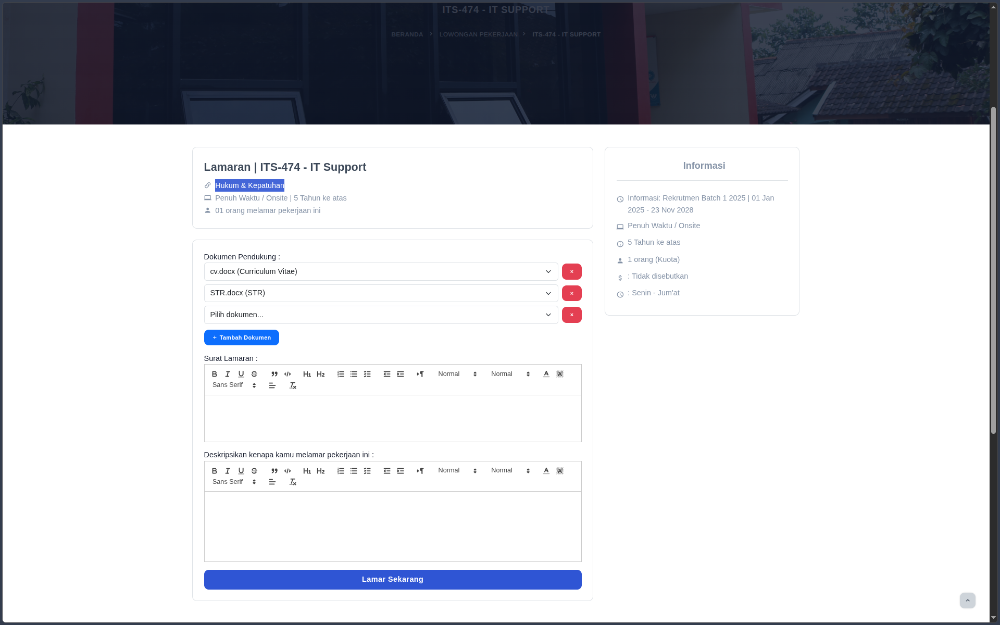 ITS-474 - IT SUPPORT
BERANDA > LOWONGAN PEKERJAAN > ITS-474 - IT SUPPORT
Lamaran | ITS-474 - IT Support
Hukum & Kepatuhan
Penuh Waktu / Onsite | 5 Tahun ke atas
01 orang melamar pekerjaan ini
Dokumen Pendukung :
cv.docx (Curriculum Vitae)
×
STR.docx (STR)
×
Pilih dokumen...
×
+ Tambah Dokumen
Surat Lamaran :
H1 H2 Normal Normal
Sans Serif
Deskripsikan kenapa kamu melamar pekerjaan ini :
H1 H2 Normal Normal
Sans Serif
Lamar Sekarang
Informasi
Informasi: Rekrutmen Batch 1 2025 | 01 Jan
2025 - 23 Nov 2028
Penuh Waktu / Onsite
5 Tahun ke atas
1 orang (Kuota)
: Tidak disebutkan
: Senin - Jum'at